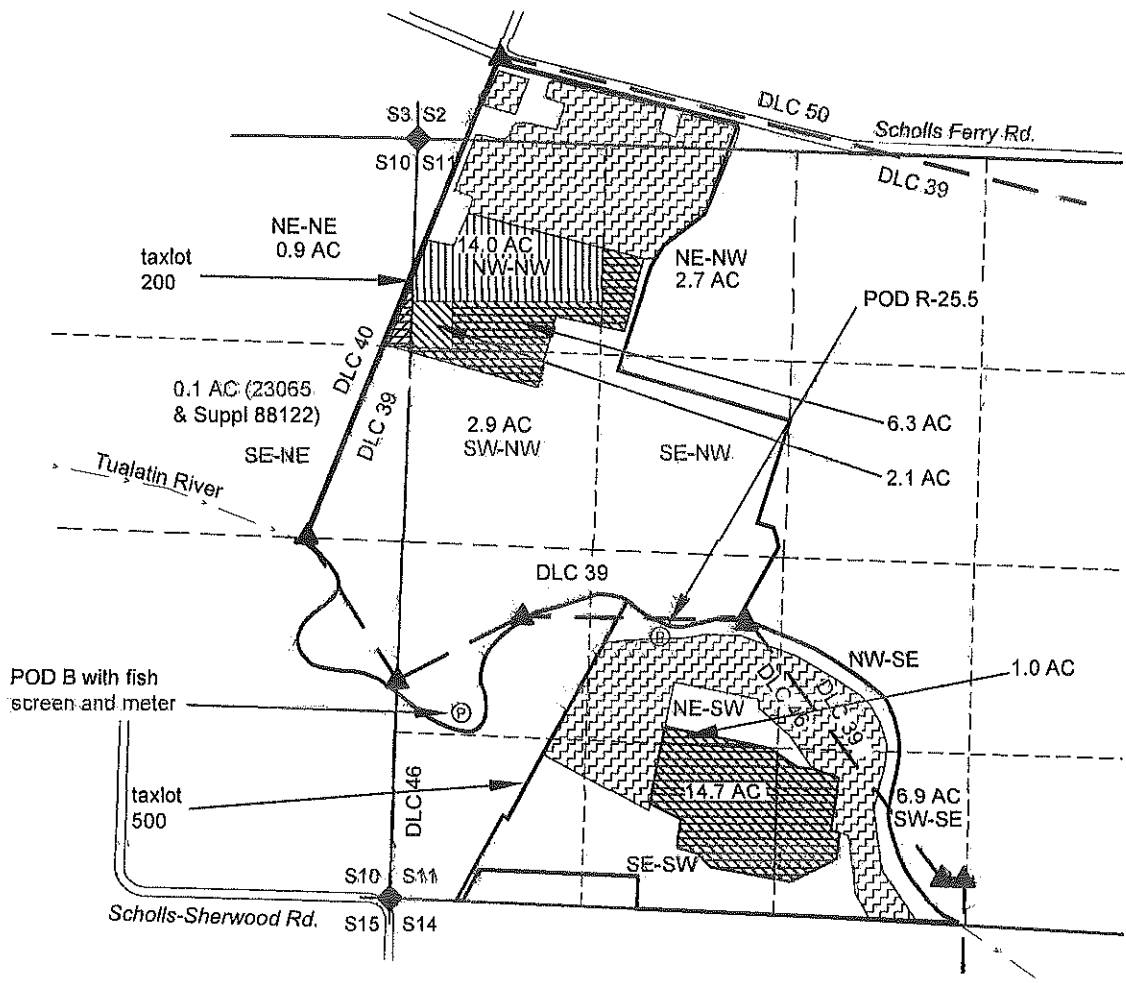 DLC 50
Scholls Ferry Rd.
S3 S2
S10 S11
DLC 39
NE-NE
0.9 AC
taxlot
200
14.0 AC
NW-NW
NE-NW
2.7 AC
POD R-25.5
DLC 40
DLC 39
0.1 AC (23065
& Suppl 88122)
SE-NE
2.9 AC
SW-NW
SE-NW
6.3 AC
2.1 AC
Tualatin River
DLC 39
P
POD B with fish
screen and meter
P
NW-SE
1.0 AC
DLC 46
DLC 39
NE-SW
taxlot
500
DLC 46
14.7 AC
6.9 AC
SW-SE
SE-SW
S10 S11
S15 S14
Scholls-Sherwood Rd.